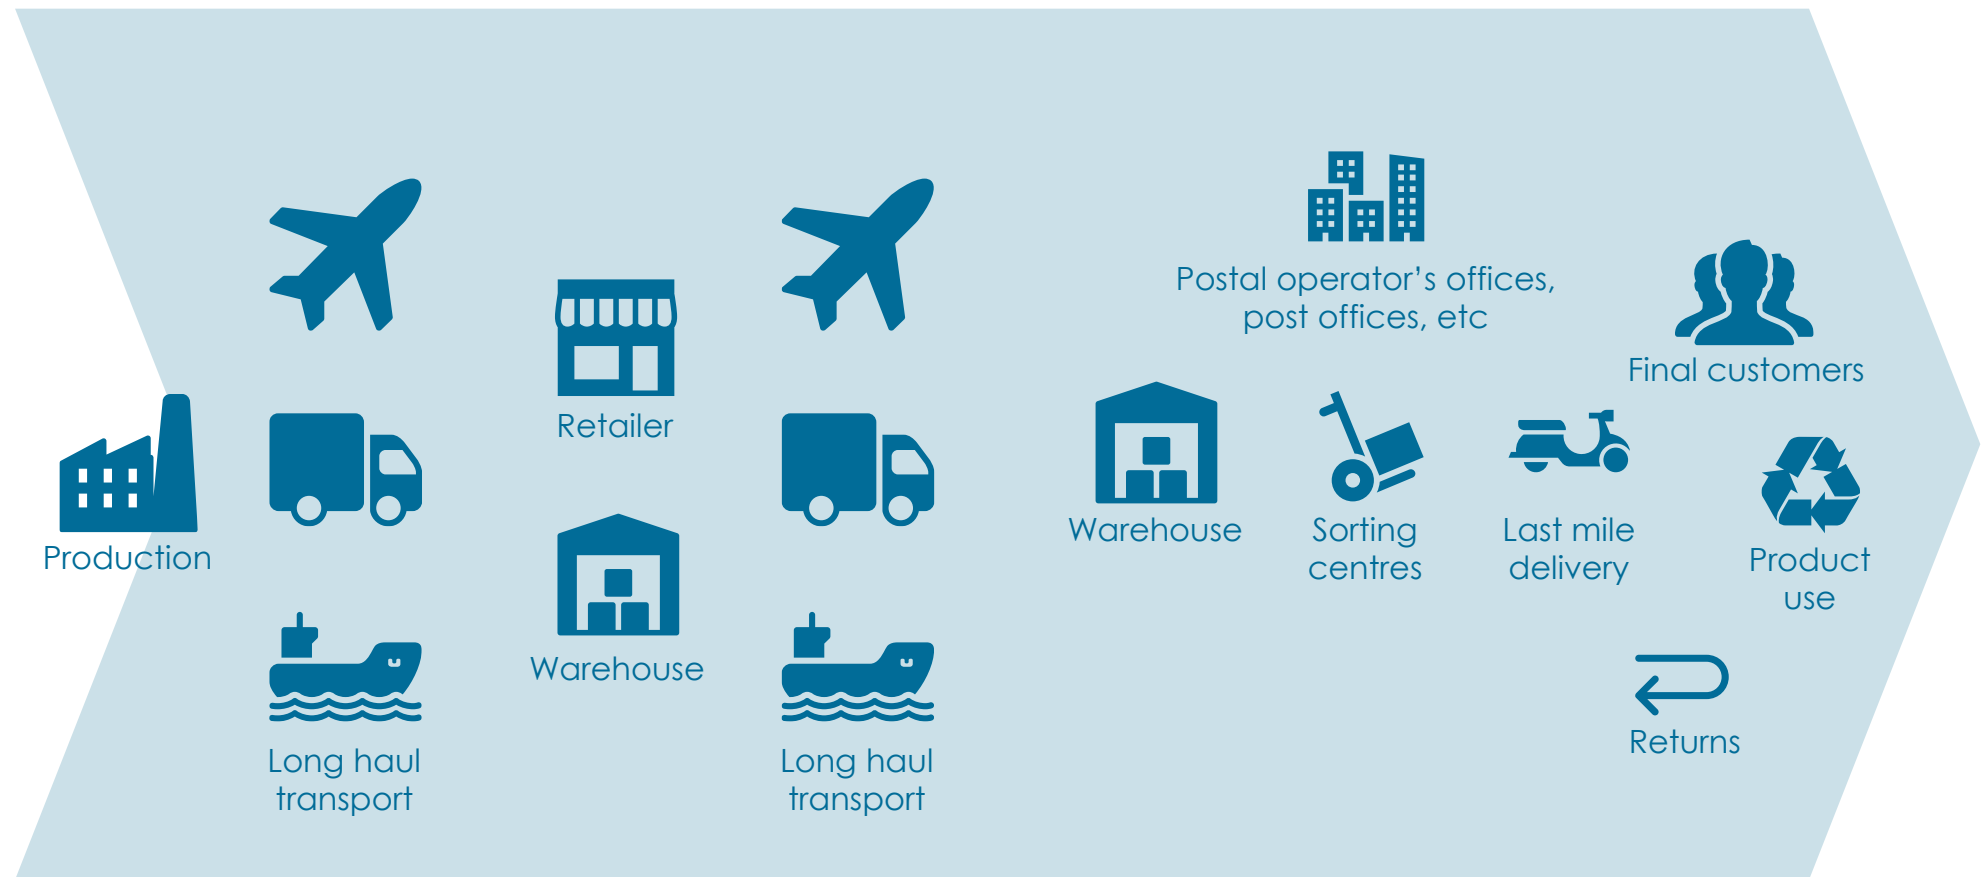 Production
Long haul
transport
Retailer
Warehouse
Long haul
transport
Postal operator’s offices,
post offices, etc
Warehouse
Sorting
centres
Last mile
delivery
Final customers
Product
use
Returns